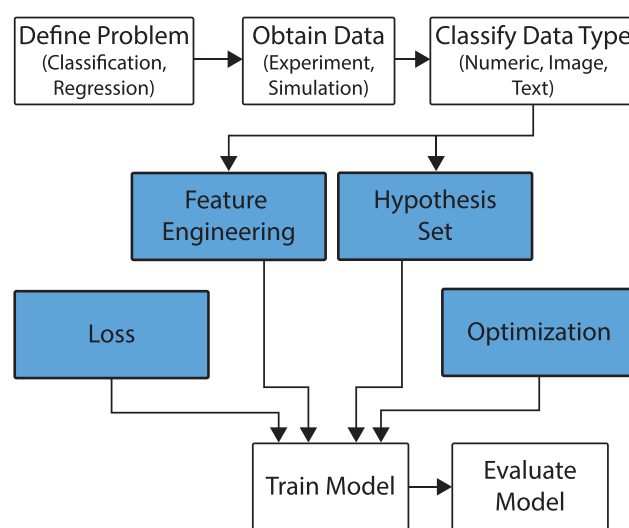 Define Problem
(Classification,
Regression)
Obtain Data
(Experiment,
Simulation)
Classify Data Type
(Numeric, Image,
Text)
Feature
Engineering
Hypothesis
Set
Loss
Optimization
Train Model
Evaluate
Model